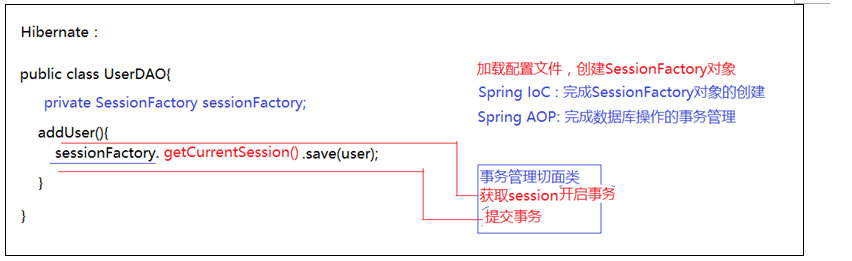 Hibernate：
public class UserDAO{
private SessionFactory sessionFactory;
addUser(){
sessionFactory. getCurrentSession() .save(user);
}
}
加载配置文件，创建SessionFactory对象
Spring IoC : 完成SessionFactory对象的创建
Spring AOP: 完成数据库操作的事务管理
事务管理切面类
获取session开启事务
提交事务